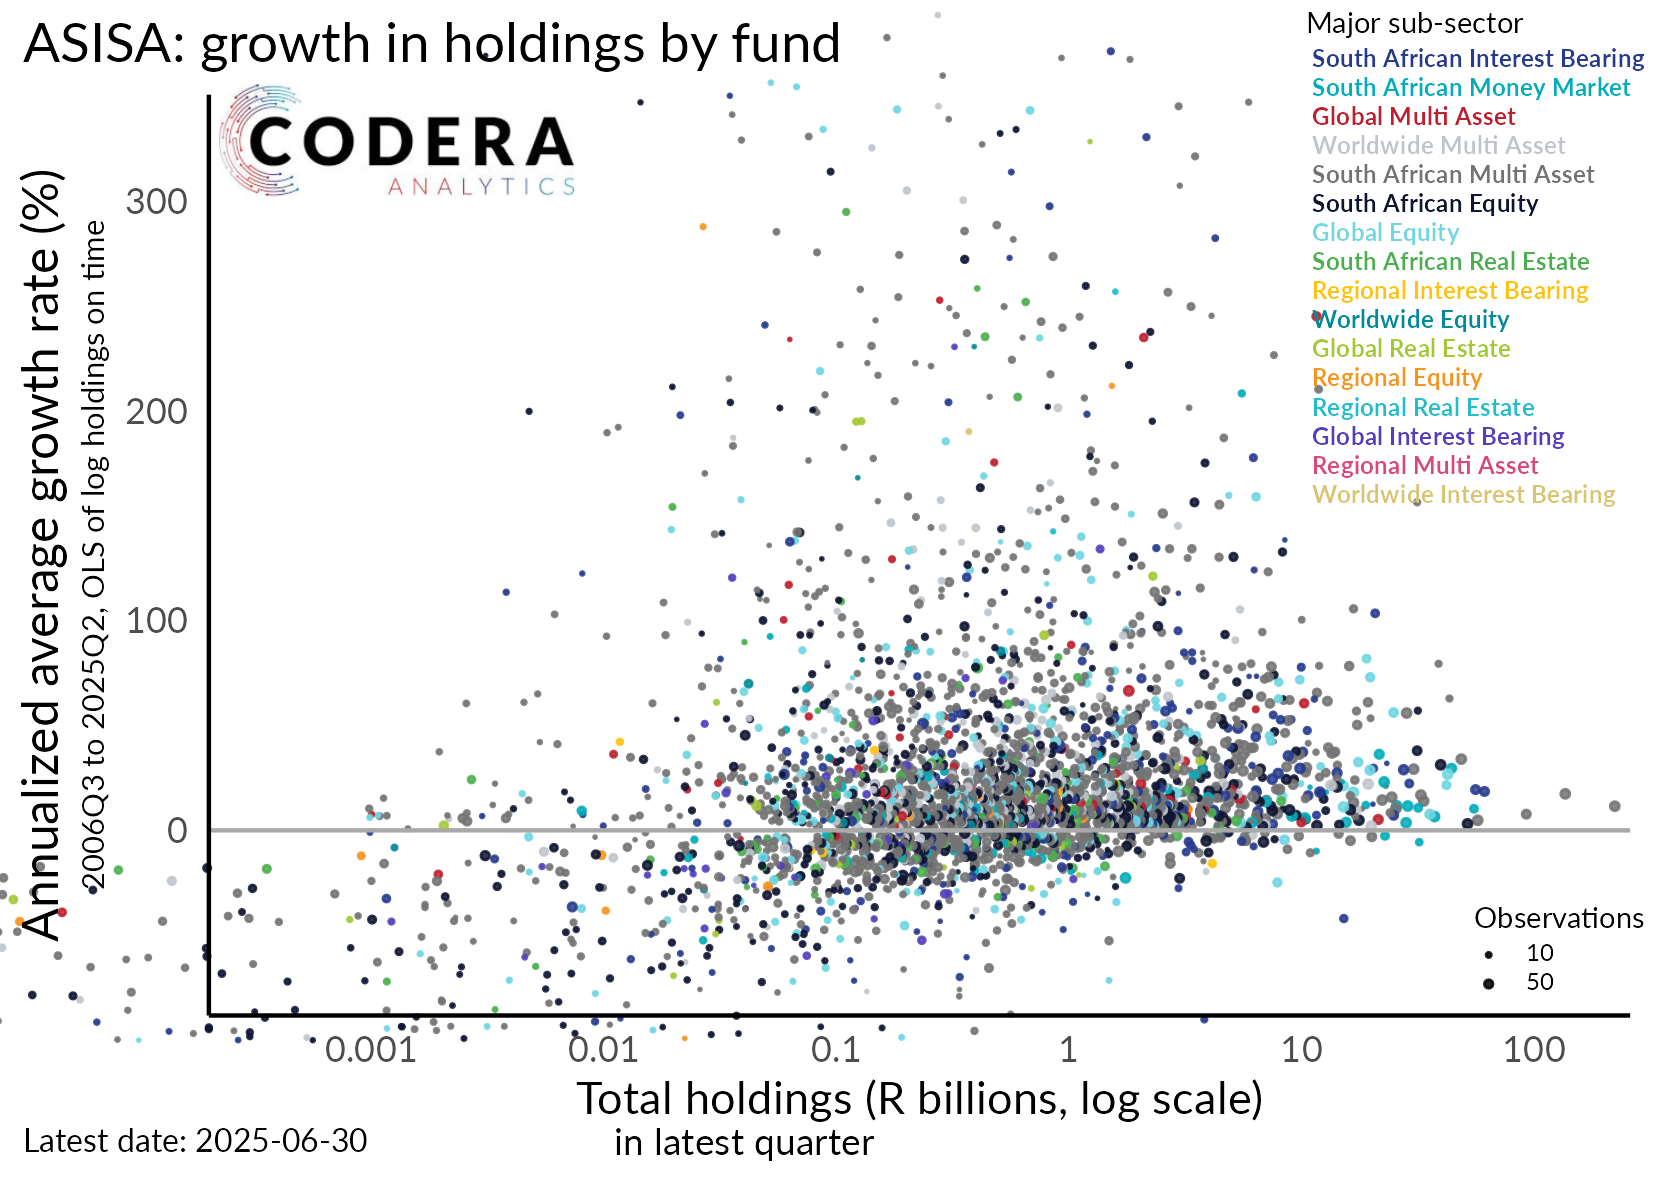 ASISA: growth in holdings by fund
CODERA
ANALYTICS
Major sub-sector
South African Interest Bearing
South African Money Market
Global Multi Asset
Worldwide Multi Asset
South African Multi Asset
South African Equity
Global Equity
South African Real Estate
Regional Interest Bearing
Worldwide Equity
Global Real Estate
Regional Equity
Regional Real Estate
Global Interest Bearing
Regional Multi Asset
Worldwide Interest Bearing
Annualized average growth rate (%)
2006Q3 to 2025Q2, OLS of log holdings on time
300
200
100
0
Observations
10
50
0.001
0.01
0.1
1
10
100
Total holdings (R billions, log scale)
in latest quarter
Latest date: 2025-06-30